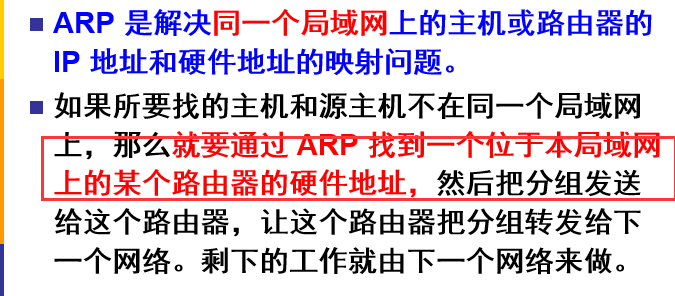 ARP 是解决同一个局域网上的主机或路由器的
IP 地址和硬件地址的映射问题。
如果所要找的主机和源主机不在同一个局域网
上，那么就要通过 ARP 找到一个位于本局域网
上的某个路由器的硬件地址，然后把分组发送
给这个路由器，让这个路由器把分组转发给下
一个网络。剩下的工作就由下一个网络来做。